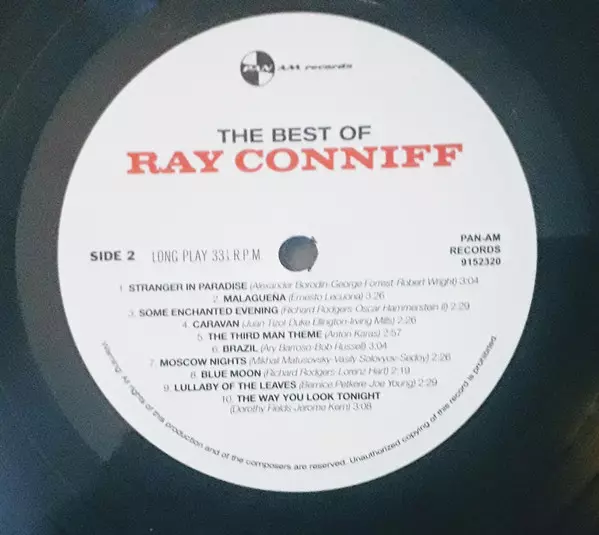 PAN AM records
THE BEST OF
RAY CONNIFF
SIDE 2 LONG PLAY 33⅓ R.P.M.
PAN-AM
RECORDS
9152320
1. STRANGER IN PARADISE (Alexander Borodin-George Forrest-Robert Wright) 3:04
2. MALAGUEÑA (Ernesto Lecuona) 3:26
3. SOME ENCHANTED EVENING (Richard Rodgers-Oscar Hammerstein II) 2:29
4. CARAVAN (Juan Tizol-Duke Ellington-Irving Mills) 2:26
5. THE THIRD MAN THEME (Anton Karas) 2:57
6. BRAZIL (Ary Barroso-Bob Russell) 3:04
7. MOSCOW NIGHTS (Mikhail Matusovsky-Vasily Solovyov-Sedoy) 2:26
8. BLUE MOON (Richard Rodgers-Lorenz Hart) 2:19
9. LULLABY OF THE LEAVES (Bernice Petkere-Joe Young) 2:29
10. THE WAY YOU LOOK TONIGHT
(Dorothy Fields-Jerome Kern) 3:08
Warning: All rights of this production and of the composers are reserved. Unauthorized copying of this record is prohibited